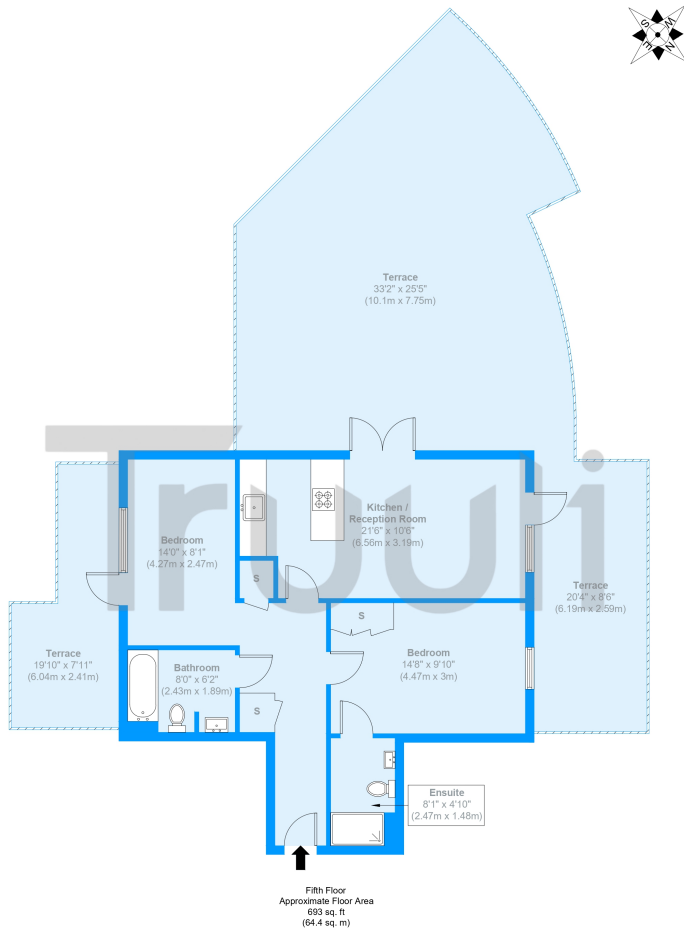 S
W
E
N
Terrace
33'2" x 25'5"
(10.1m x 7.75m)
Truuli
Kitchen /
Reception Room
21'6" x 10'6"
(6.56m x 3.19m)
Bedroom
14'0" x 8'1"
(4.27m x 2.47m)
S
Terrace
20'4" x 8'6"
(6.19m x 2.59m)
S
Terrace
19'10" x 7'11"
(6.04m x 2.41m)
Bathroom
8'0" x 6'2"
(2.43m x 1.89m)
Bedroom
14'8" x 9'10"
(4.47m x 3m)
S
Ensuite
8'1" x 4'10"
(2.47m x 1.48m)
Fifth Floor
Approximate Floor Area
693 sq. ft
(64.4 sq. m)